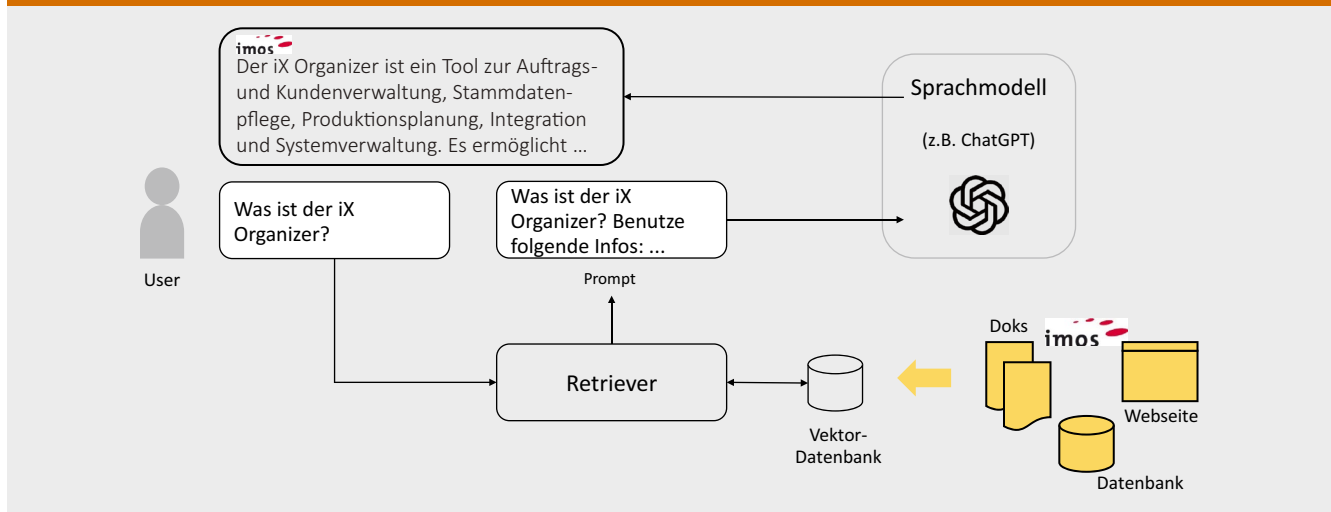 imos
Der iX Organizer ist ein Tool zur Auftrags-
und Kundenverwaltung, Stammdaten-
pflege, Produktionsplanung, Integration
und Systemverwaltung. Es ermöglicht ...
Sprachmodell
(z.B. ChatGPT)
User
Was ist der iX
Organizer?
Was ist der iX
Organizer? Benutze
folgende Infos: ...
Prompt
Retriever
Vektor-
Datenbank
Doks
imos
Webseite
Datenbank